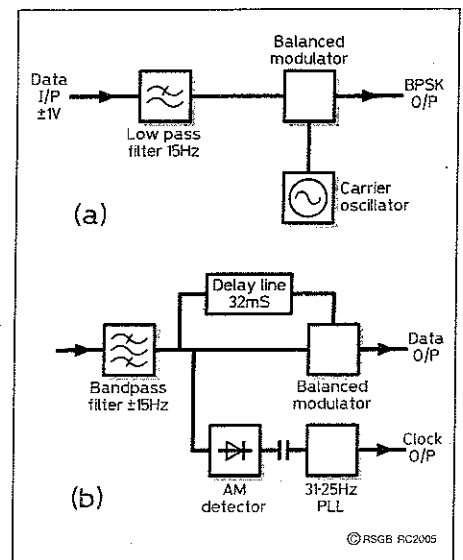 Balanced
modulator
Data
I/P
±1V
BPSK
O/P
Low pass
filter 15Hz
Carrier
oscillator
(a)
Delay line
32mS
Data
O/P
Bandpass
filter ±15Hz
Balanced
modulator
Clock
O/P
AM
detector
31·25Hz
PLL
(b)
© RSGB RC2005